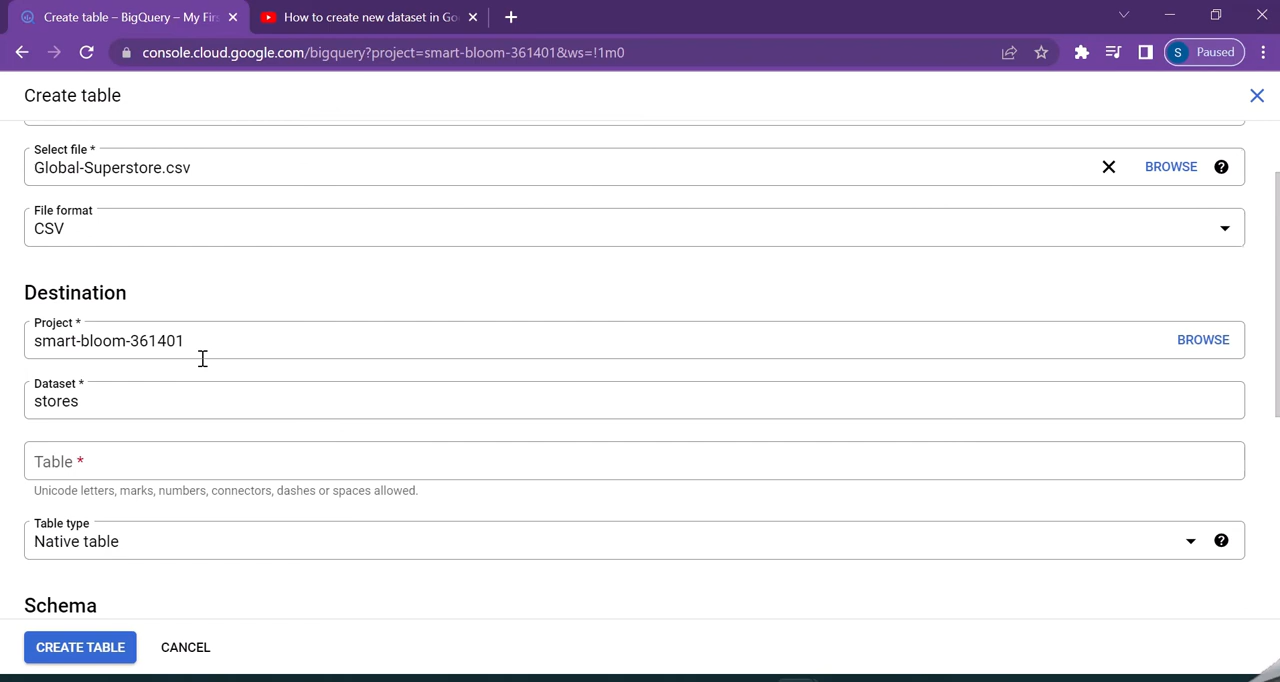 Create table – BigQuery – My Firs
How to create new dataset in Go
console.cloud.google.com/bigquery?project=smart-bloom-361401&ws=!1m0
S Paused
Create table
Select file *
Global-Superstore.csv
BROWSE
File format
CSV
Destination
Project *
smart-bloom-361401
BROWSE
Dataset *
stores
Table *
Unicode letters, marks, numbers, connectors, dashes or spaces allowed.
Table type
Native table
Schema
CREATE TABLE CANCEL